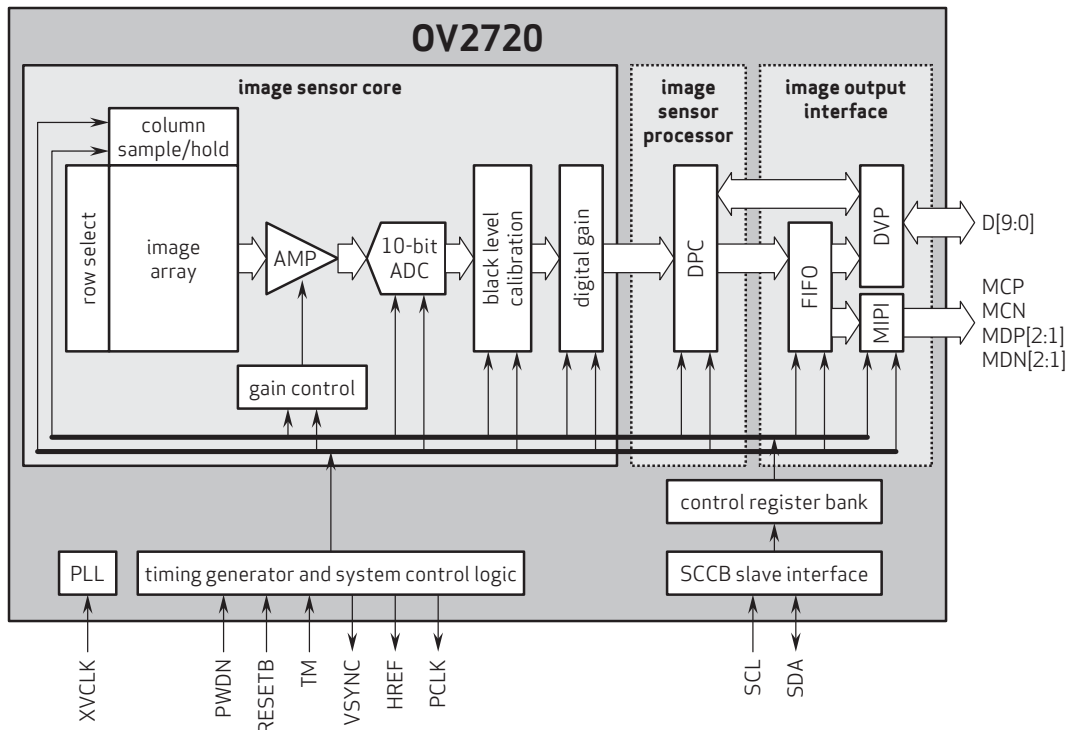 OV2720
image sensor core
image
sensor
processor
image output
interface
column
sample/hold
row select
image
array
AMP
10-bit
ADC
black level
calibration
digital gain
DPC
FIFO
DVP
MIPI
D[9:0]
MCP
MCN
MDP[2:1]
MDN[2:1]
gain control
control register bank
PLL
timing generator and system control logic
SCCB slave interface
XVCLK
PWDN
RESETB
TM
VSYNC
HREF
PCLK
SCL
SDA